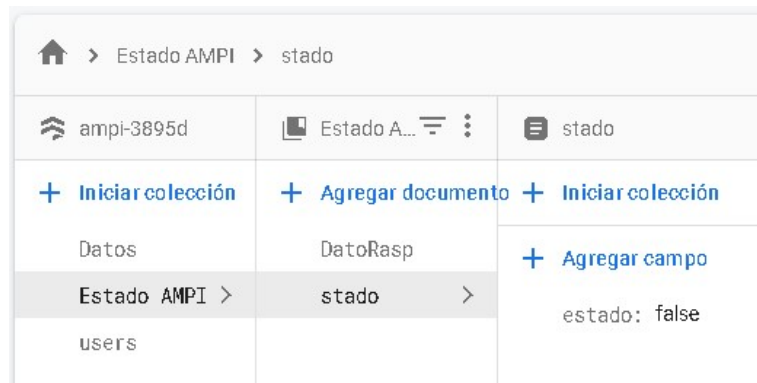 Estado AMPI > stado
ampi-3895d
Estado A...
stado
+ Iniciar colección
+ Agregar documento
+ Iniciar colección
Datos
DatoRasp
+ Agregar campo
Estado AMPI >
stado >
estado: false
users